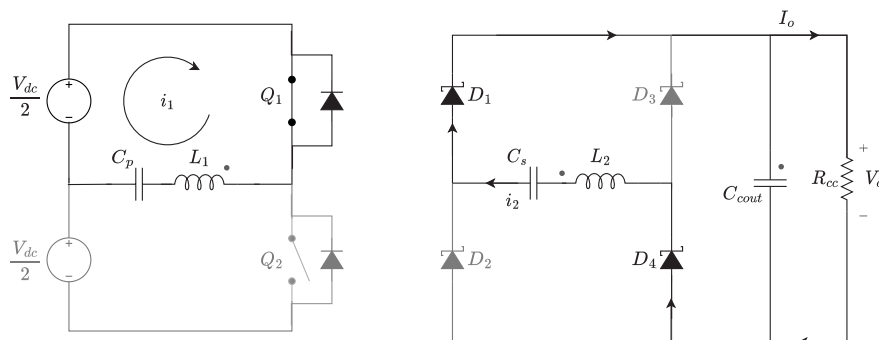 I_o
V_dc/2
+
−
i_1
Q_1
D_1
D_3
C_p
L_1
C_s
L_2
i_2
C_cout
R_cc
+
V_o
−
V_dc/2
+
−
Q_2
D_2
D_4